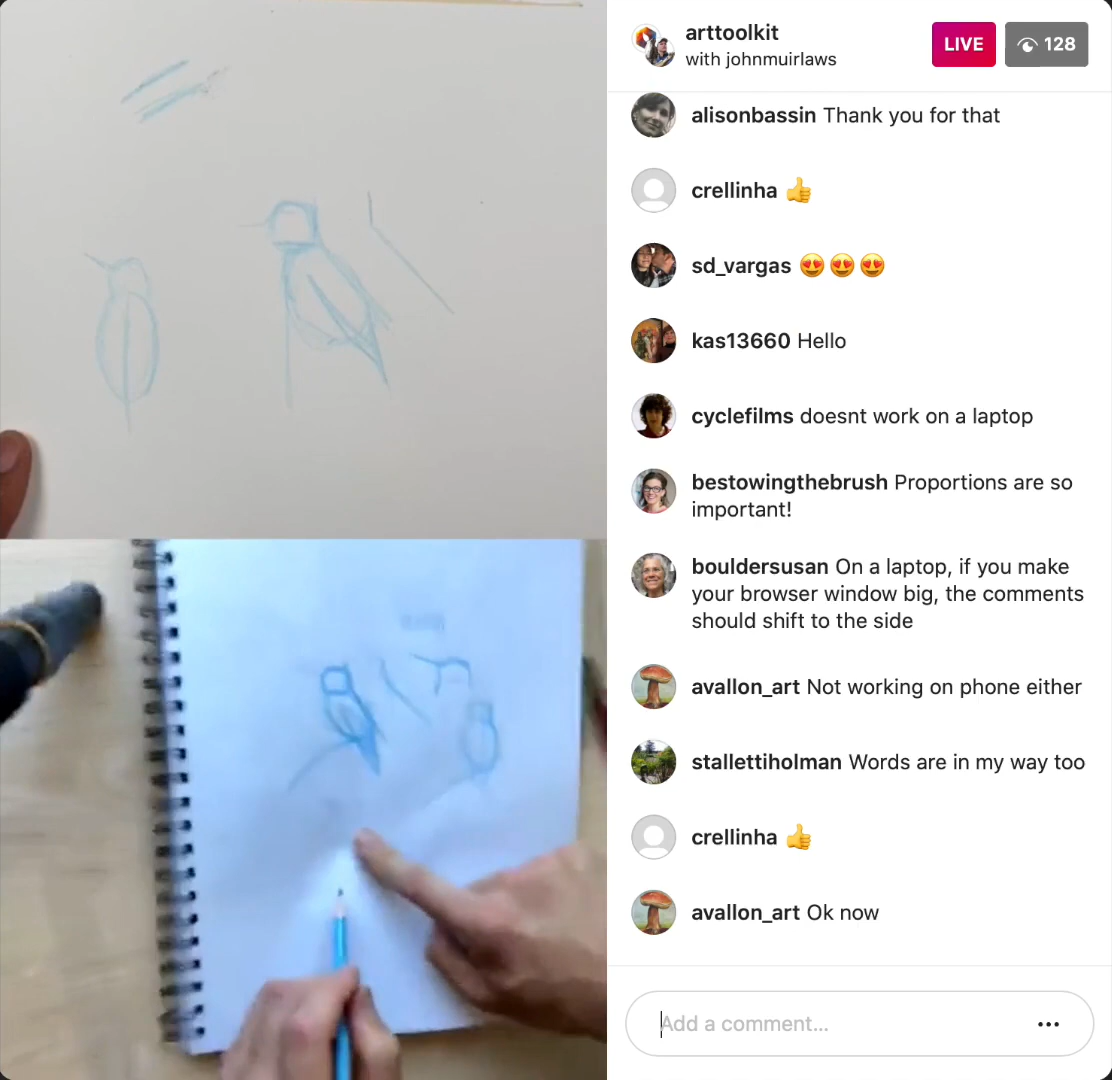 arttoolkit
with johnmuirlaws
LIVE
128
alisonbassin Thank you for that
crellinha 👍
sd_vargas 😍😍😍
kas13660 Hello
cyclefilms doesnt work on a laptop
bestowingthebrush Proportions are so
important!
bouldersusan On a laptop, if you make
your browser window big, the comments
should shift to the side
avallon_art Not working on phone either
stallettiholman Words are in my way too
crellinha 👍
avallon_art Ok now
Add a comment...